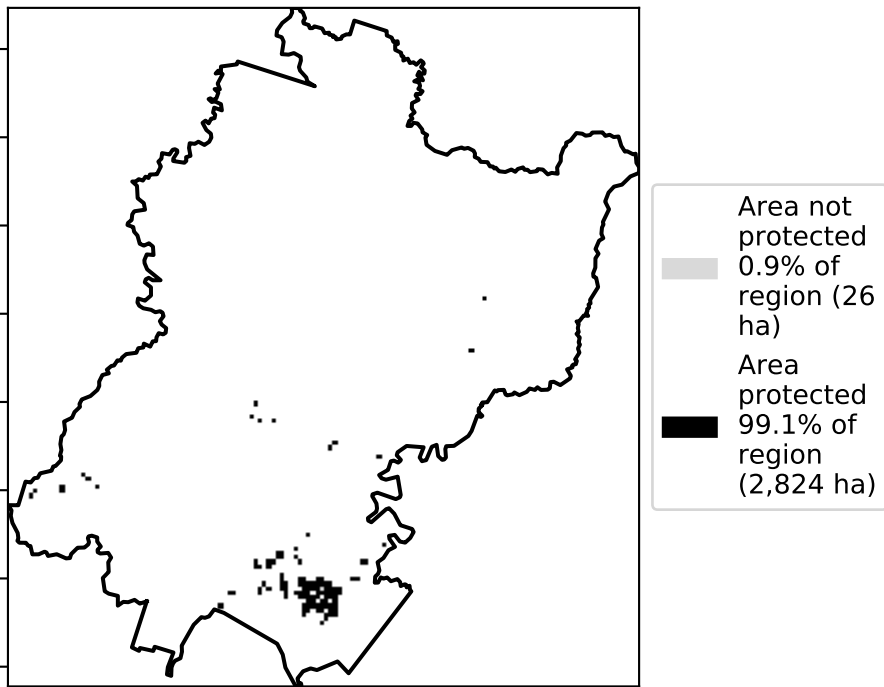 Area not
protected
0.9% of
region (26
ha)
Area
protected
99.1% of
region
(2,824 ha)